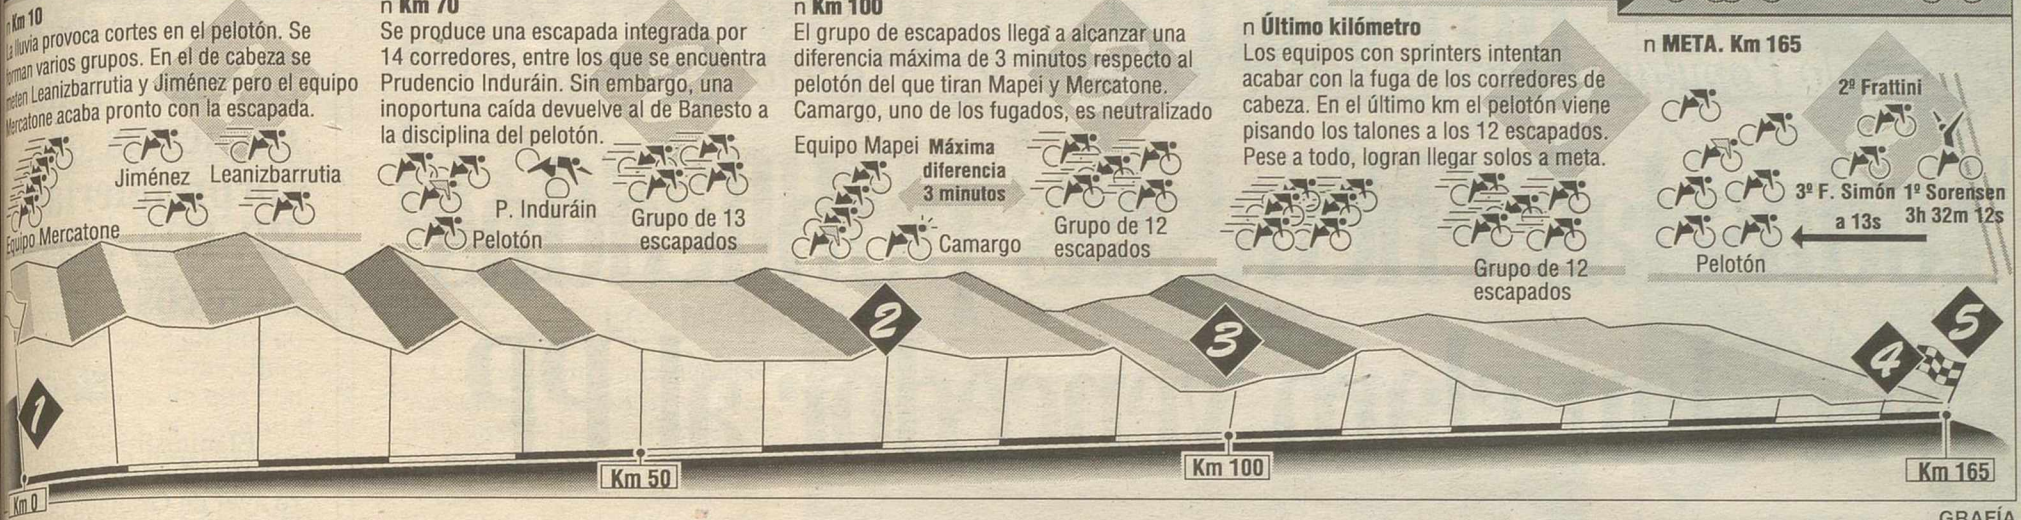 n Km 10
La lluvia provoca cortes en el pelotón. Se
forman varios grupos. En el de cabeza se
meten Leanizbarrutia y Jiménez pero el equipo
Mercatone acaba pronto con la escapada.
Jiménez
Leanizbarrutia
Equipo Mercatone
n Km 70
Se produce una escapada integrada por
14 corredores, entre los que se encuentra
Prudencio Induráin. Sin embargo, una
inoportuna caída devuelve al de Banesto a
la disciplina del pelotón.
P. Induráin
Pelotón
Grupo de 13
escapados
n Km 100
El grupo de escapados llega a alcanzar una
diferencia máxima de 3 minutos respecto al
pelotón del que tiran Mapei y Mercatone.
Camargo, uno de los fugados, es neutralizado
Equipo Mapei
Máxima
diferencia
3 minutos
Camargo
Grupo de 12
escapados
n Último kilómetro
Los equipos con sprinters intentan
acabar con la fuga de los corredores de
cabeza. En el último km el pelotón viene
pisando los talones a los 12 escapados.
Pese a todo, logran llegar solos a meta.
Grupo de 12
escapados
n META. Km 165
2º Frattini
3º F. Simón
1º Sorensen
3h 32m 12s
a 13s
Pelotón
1
2
3
4
5
Km 0
Km 50
Km 100
Km 165
GRAFÍA